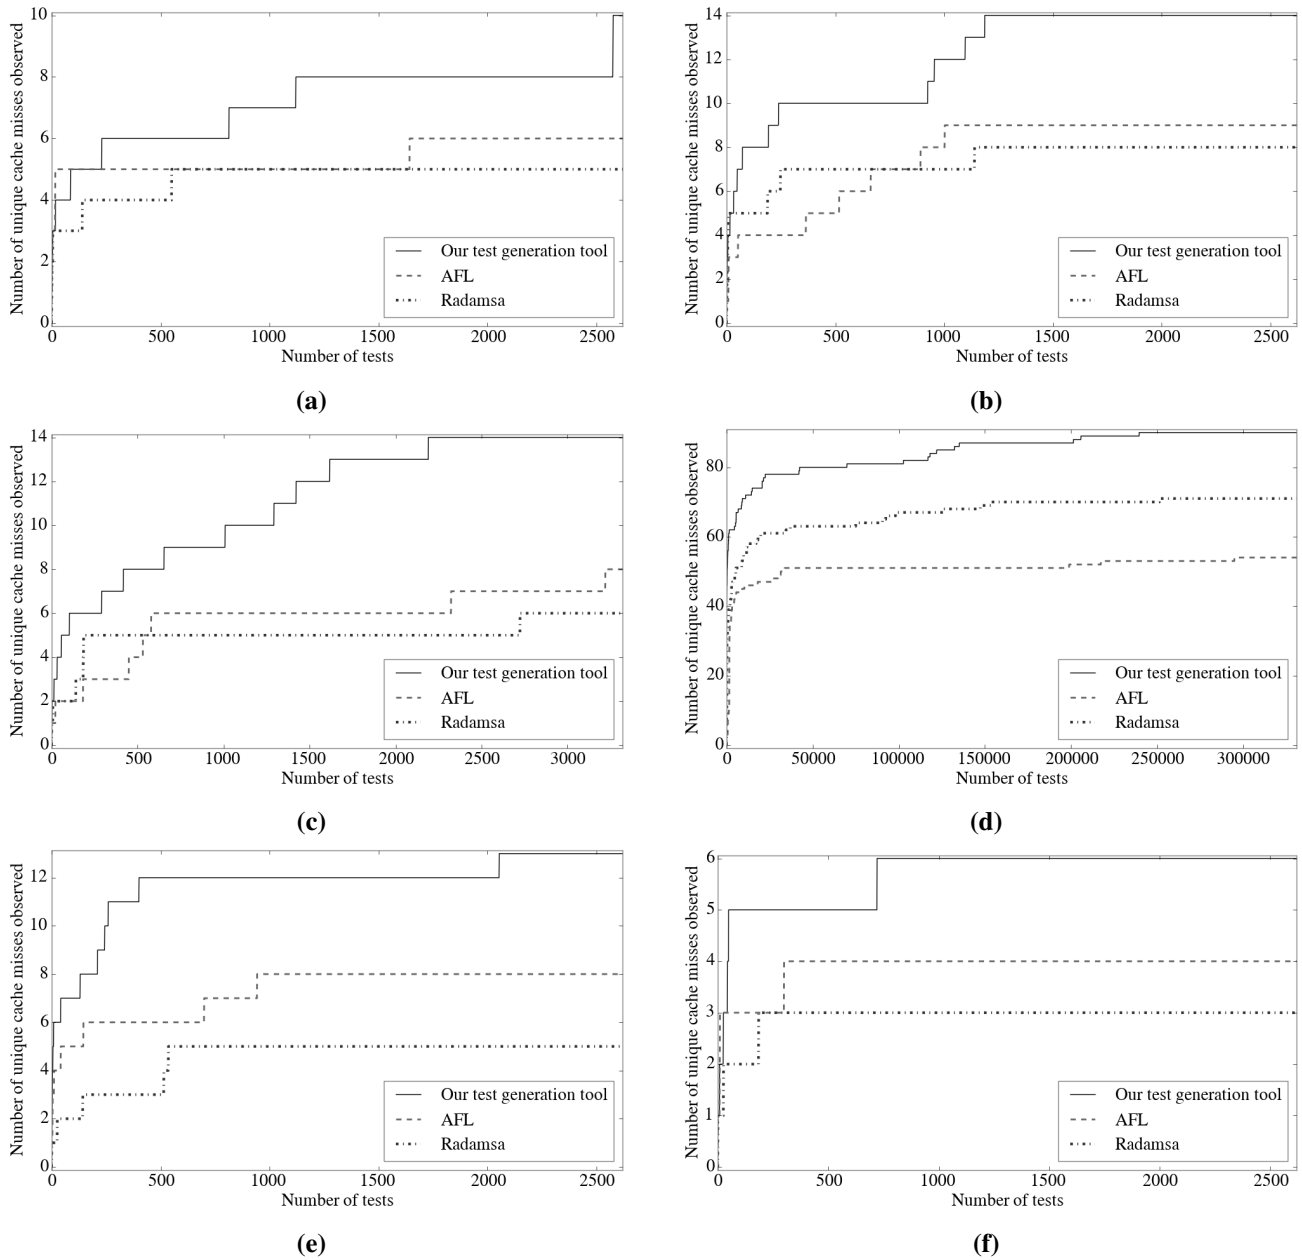 10
8
6
4
2
0
Number of unique cache misses observed
Our test generation tool
AFL
Radamsa
0 500 1000 1500 2000 2500
Number of tests
(a)
14
12
10
8
6
4
2
0
Number of unique cache misses observed
Our test generation tool
AFL
Radamsa
0 500 1000 1500 2000 2500
Number of tests
(b)
14
12
10
8
6
4
2
0
Number of unique cache misses observed
Our test generation tool
AFL
Radamsa
0 500 1000 1500 2000 2500 3000
Number of tests
(c)
80
60
40
20
0
Number of unique cache misses observed
Our test generation tool
AFL
Radamsa
0 50000 100000 150000 200000 250000 300000
Number of tests
(d)
12
10
8
6
4
2
0
Number of unique cache misses observed
Our test generation tool
AFL
Radamsa
0 500 1000 1500 2000 2500
Number of tests
(e)
6
5
4
3
2
1
0
Number of unique cache misses observed
Our test generation tool
AFL
Radamsa
0 500 1000 1500 2000 2500
Number of tests
(f)